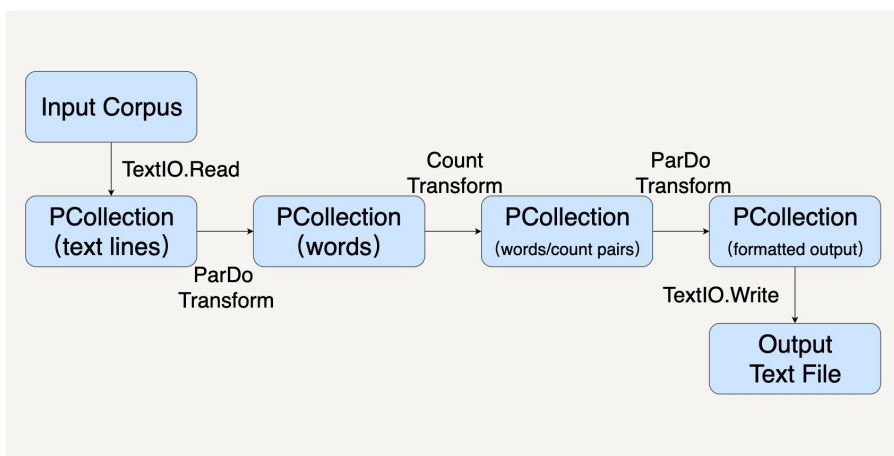 Input Corpus
TextIO.Read
PCollection
(text lines)
ParDo
Transform
PCollection
(words)
Count
Transform
PCollection
(words/count pairs)
ParDo
Transform
PCollection
(formatted output)
TextIO.Write
Output
Text File